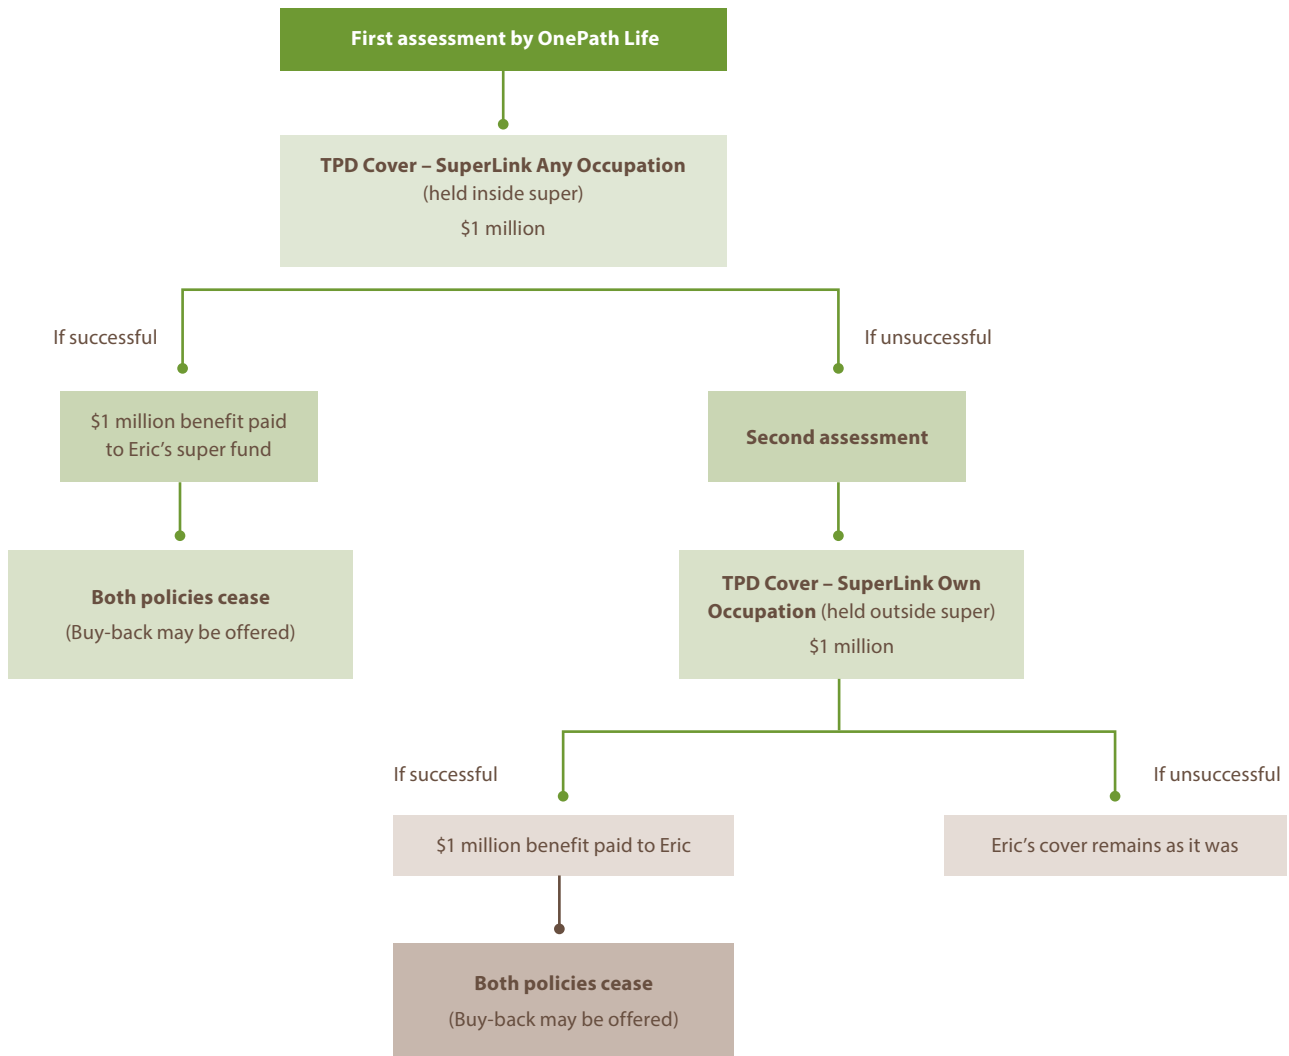 First assessment by OnePath Life
TPD Cover – SuperLink Any Occupation
(held inside super)
$1 million
If successful
If unsuccessful
$1 million benefit paid
to Eric’s super fund
Second assessment
Both policies cease
(Buy-back may be offered)
TPD Cover – SuperLink Own
Occupation (held outside super)
$1 million
If successful
If unsuccessful
$1 million benefit paid to Eric
Eric’s cover remains as it was
Both policies cease
(Buy-back may be offered)